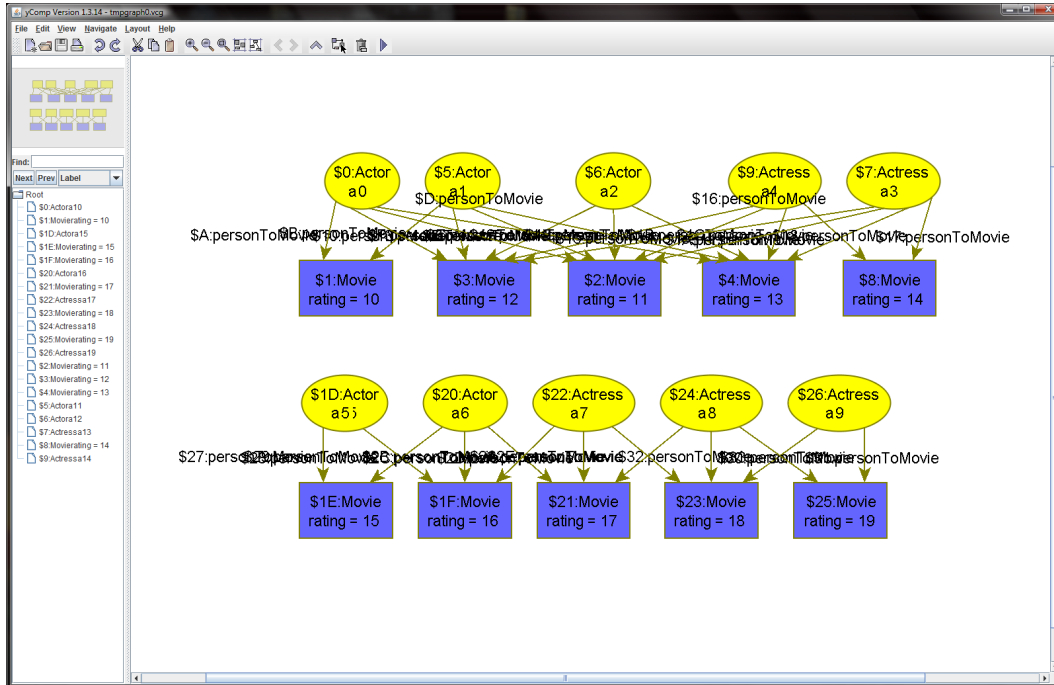 yComp Version 1.3.14 - tmpgraph0.vcg
File Edit View Navigate Layout Help
Find:
Next Prev Label
Root
$0:Actora10
$1:Movierating = 10
$1D:Actora15
$1E:Movierating = 15
$1F:Movierating = 16
$20:Actora16
$21:Movierating = 17
$22:Actressa17
$23:Movierating = 18
$24:Actressa18
$25:Movierating = 19
$26:Actressa19
$2:Movierating = 11
$3:Movierating = 12
$4:Movierating = 13
$5:Actora11
$6:Actora12
$7:Actressa13
$8:Movierating = 14
$9:Actressa14
$0:Actor
a0
$5:Actor
a1
$6:Actor
a2
$9:Actress
a4
$7:Actress
a3
$D:personToMovie
$16:personToMovie
$1:Movie
rating = 10
$3:Movie
rating = 12
$2:Movie
rating = 11
$4:Movie
rating = 13
$8:Movie
rating = 14
$1D:Actor
$20:Actor
a6
$22:Actress
a7
$24:Actress
a8
$26:Actress
a9
$1E:Movie
rating = 15
$1F:Movie
rating = 16
$21:Movie
rating = 17
$23:Movie
rating = 18
$25:Movie
rating = 19